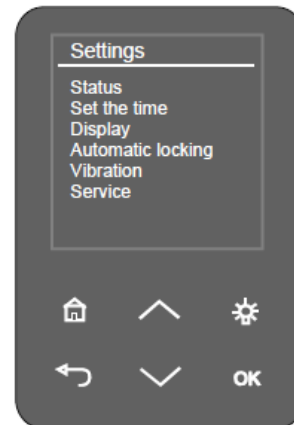 Settings
Status
Set the time
Display
Automatic locking
Vibration
Service
OK